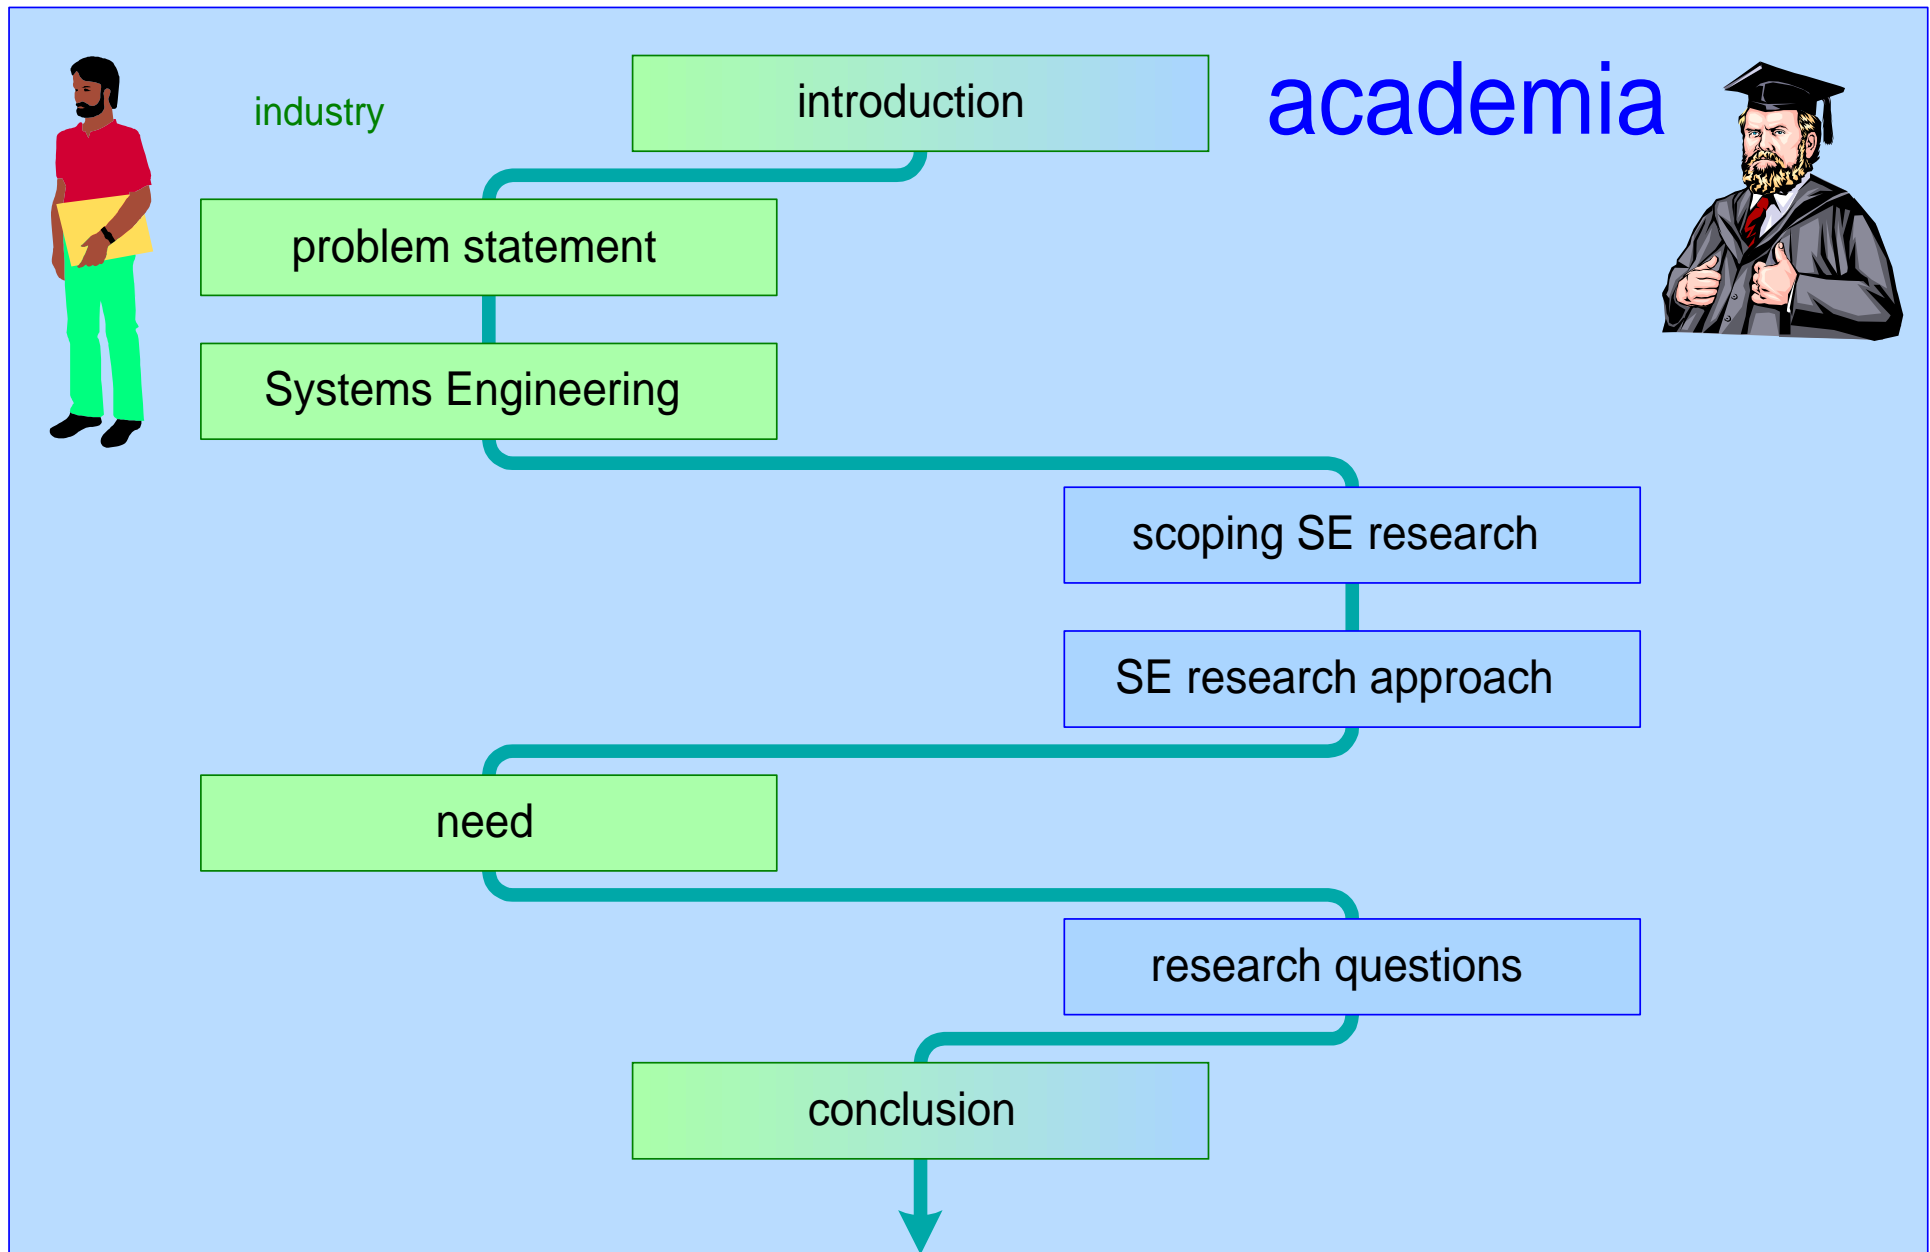 industry
introduction
academia
problem statement
Systems Engineering
scoping SE research
SE research approach
need
research questions
conclusion